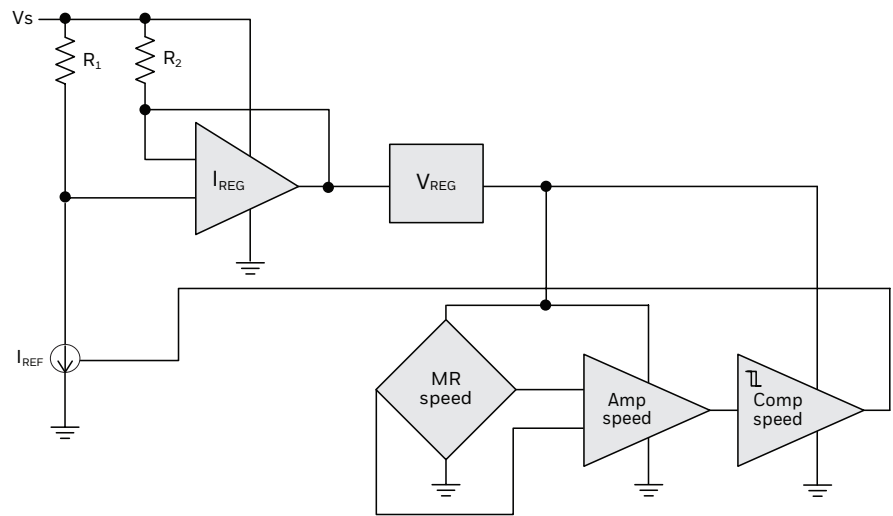 Vs
R1
R2
IREG
VREG
IREF
MR
speed
Amp
speed
Comp
speed